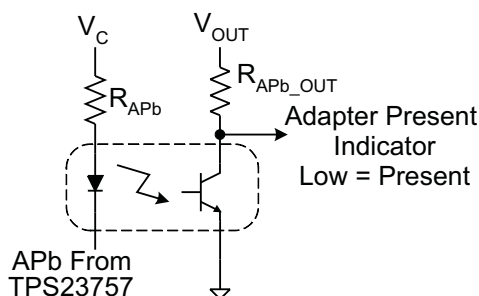 V_C
V_OUT
R_APb
R_APb_OUT
Adapter Present
Indicator
Low = Present
APb From
TPS23757